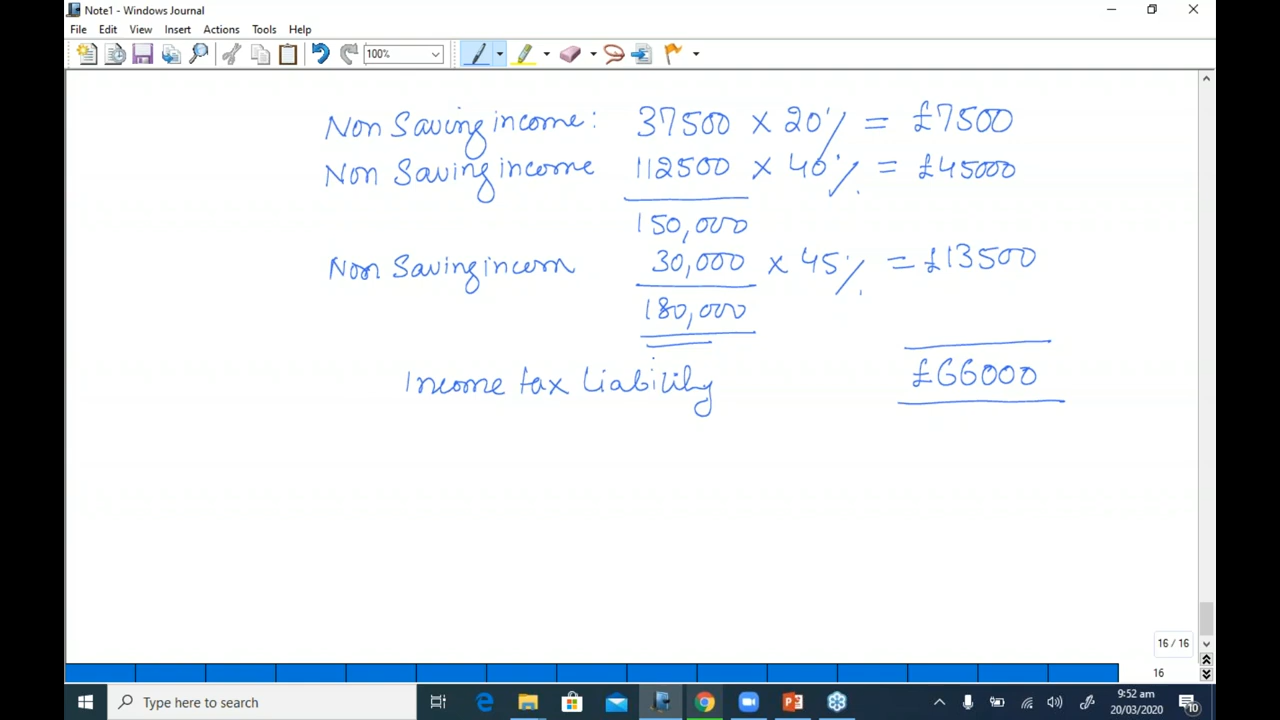 Note1 - Windows Journal
File Edit View Insert Actions Tools Help
100%
Non Saving income: 37500 x 20% = £7500
Non Saving income 112500 x 40% = £45000
150,000
Non Saving incom 30,000 x 45% = £13500
180,000
Income tax liability £66000
16 / 16
16
Type here to search
9:52 am
20/03/2020
10